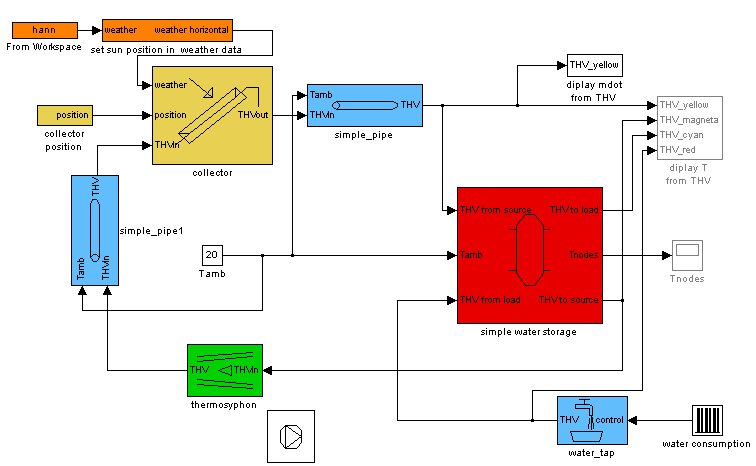 hann
From Workspace
weather
weather horizontal
set sun position in weather data
weather
position
THVin
THVout
collector
position
collector
position
Tamb
THVin
THV
simple_pipe
THV_yellow
diplay mdot
from THV
THV_yellow
THV_magneta
THV_cyan
THV_red
diplay T
from THV
THV
Tamb
THVin
simple_pipe1
20
Tamb
THV from source
THV to load
Tamb
Tnodes
THV from load
THV to source
simple water storage
Tnodes
THV
THVin
thermosyphon
THV
control
water_tap
water consumption